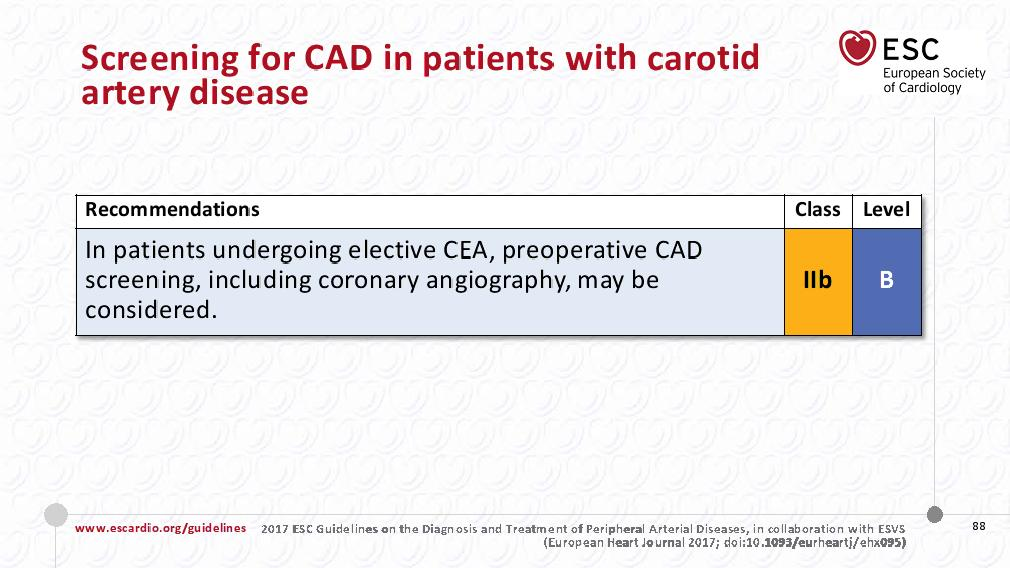 Screening for CAD in patients with carotid
artery disease
ESC
European Society
of Cardiology
Recommendations Class Level
In patients undergoing elective CEA, preoperative CAD
screening, including coronary angiography, may be
considered.
IIb B
www.escardio.org/guidelines 2017 ESC Guidelines on the Diagnosis and Treatment of Peripheral Arterial Diseases, in collaboration with ESVS
(European Heart Journal 2017; doi:10.1093/eurheartj/ehx095)
88